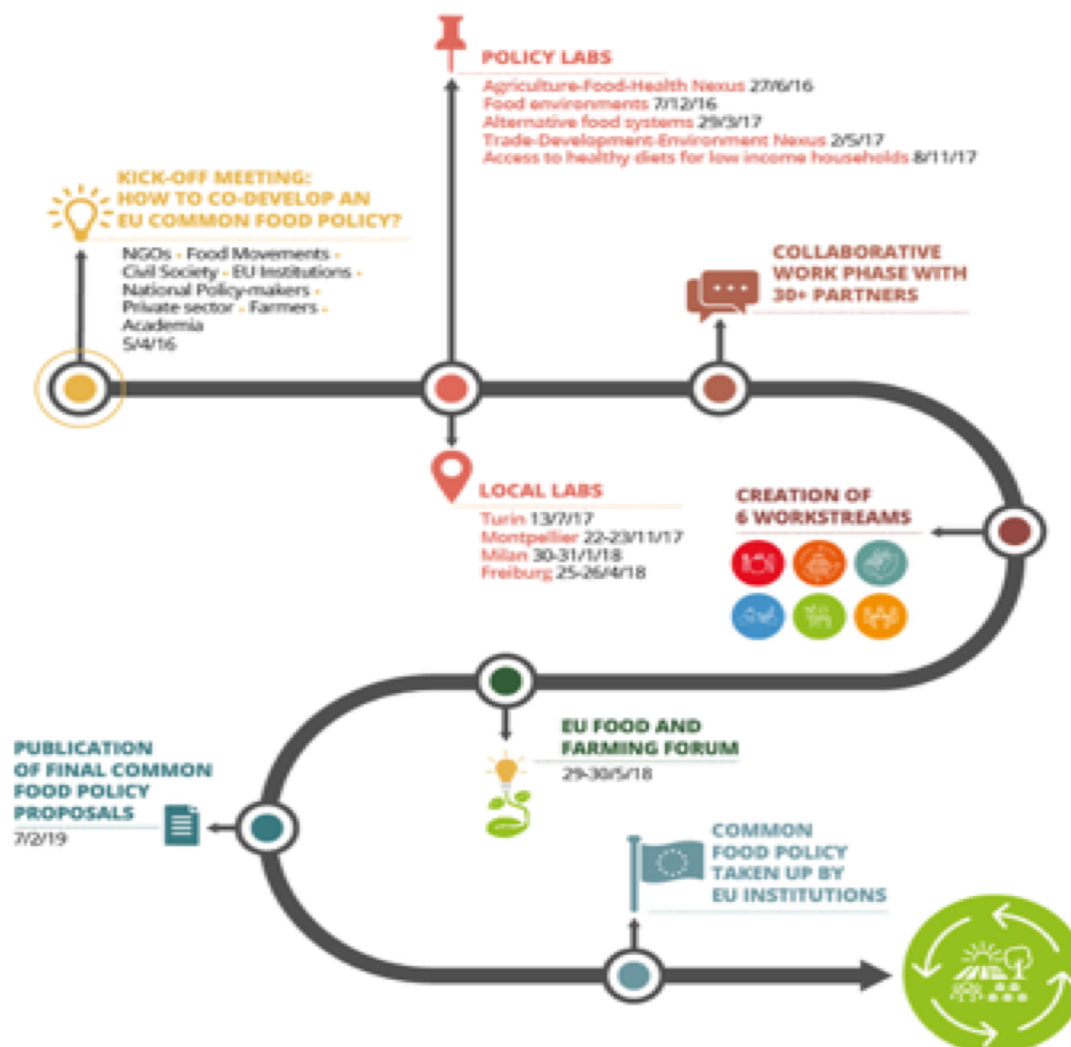 POLICY LABS
Agriculture-Food-Health Nexus 27/6/16
Food environments 7/12/16
Alternative food systems 29/3/17
Trade-Development-Environment Nexus 2/5/17
Access to healthy diets for low income households 8/11/17
KICK-OFF MEETING:
HOW TO CO-DEVELOP AN
EU COMMON FOOD POLICY?
NGOs - Food Movements -
Civil Society - EU Institutions -
National Policy-makers -
Private sector - Farmers -
Academia
5/4/16
COLLABORATIVE
WORK PHASE WITH
30+ PARTNERS
LOCAL LABS
Turin 13/7/17
Montpellier 22-23/11/17
Milan 30-31/1/18
Freiburg 25-26/4/18
CREATION OF
6 WORKSTREAMS
EU FOOD AND
FARMING FORUM
29-30/5/18
PUBLICATION
OF FINAL COMMON
FOOD POLICY
PROPOSALS
7/2/19
COMMON
FOOD POLICY
TAKEN UP BY
EU INSTITUTIONS